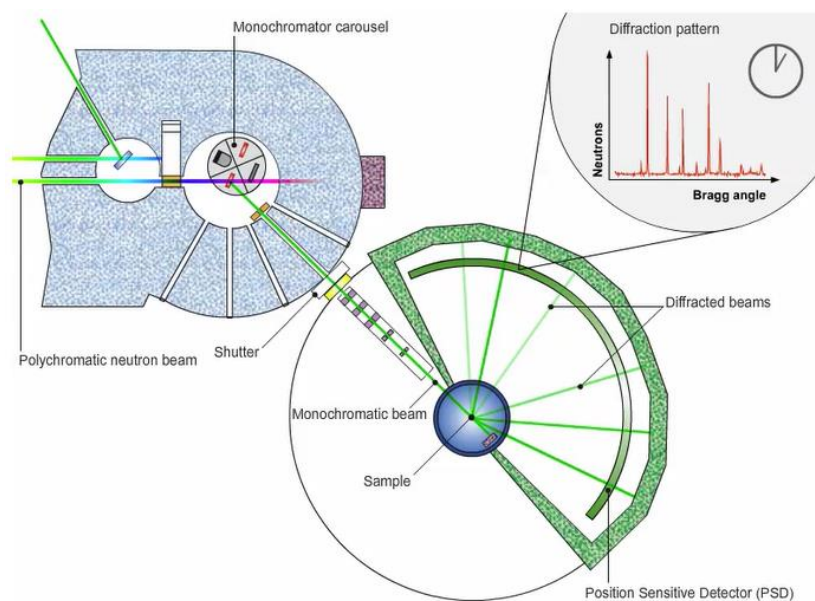 Monochromator carousel
Diffraction pattern
Neutrons
Bragg angle
Diffracted beams
Shutter
Polychromatic neutron beam
Monochromatic beam
Sample
Position Sensitive Detector (PSD)